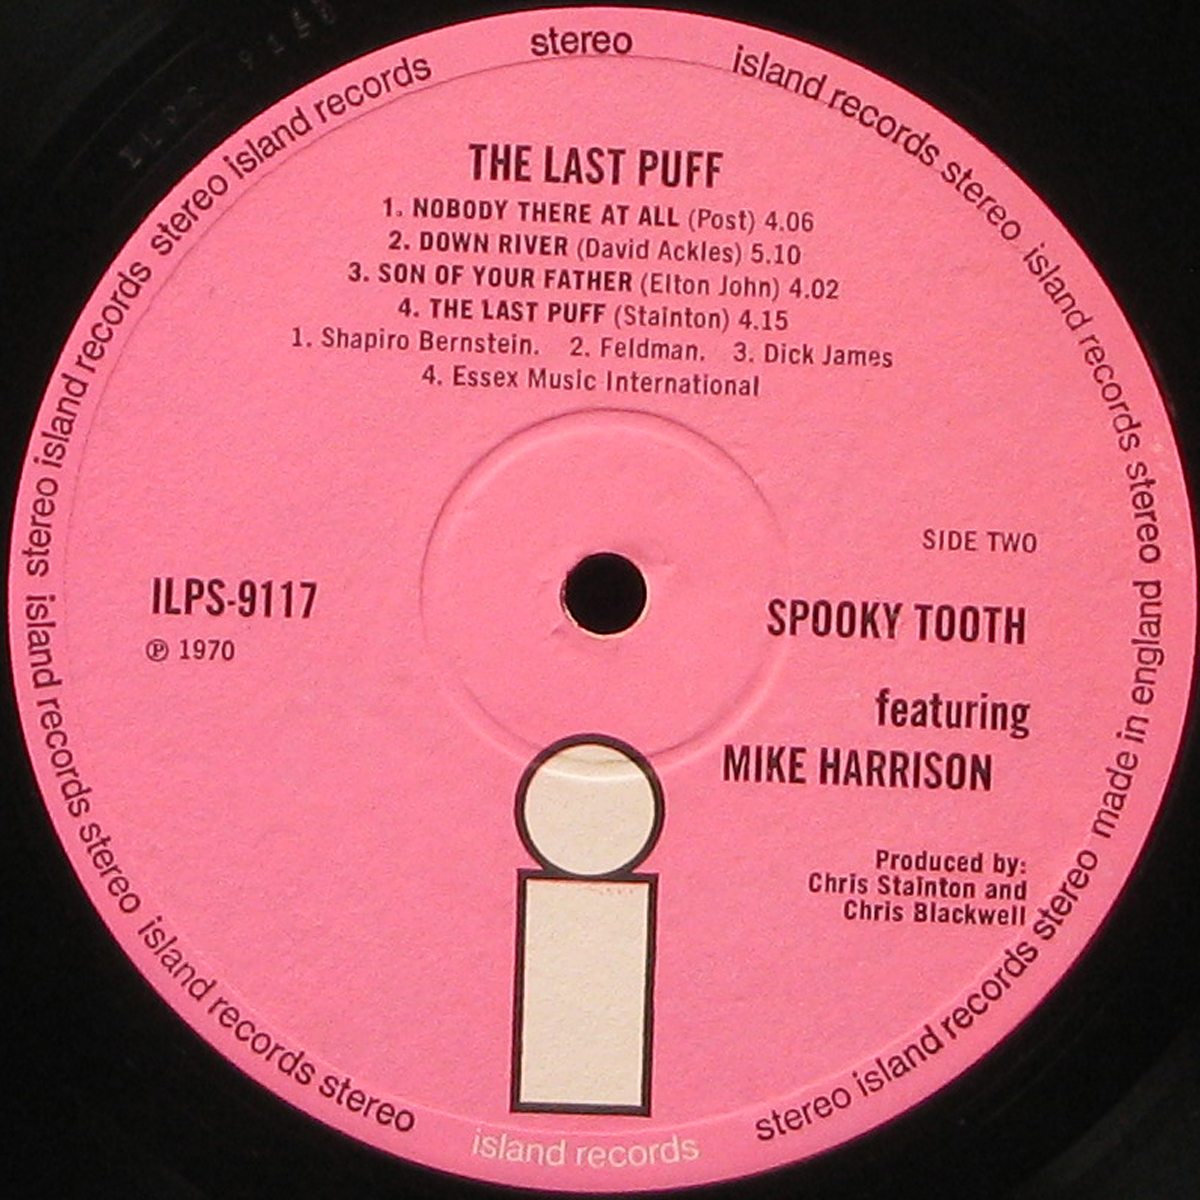 stereo
island records stereo island records stereo made in england
stereo island records stereo island records stereo island records
THE LAST PUFF
1. NOBODY THERE AT ALL (Post) 4.06
2. DOWN RIVER (David Ackles) 5.10
3. SON OF YOUR FATHER (Elton John) 4.02
4. THE LAST PUFF (Stainton) 4.15
1. Shapiro Bernstein. 2. Feldman. 3. Dick James
4. Essex Music International
SIDE TWO
ILPS-9117
℗ 1970
SPOOKY TOOTH
featuring
MIKE HARRISON
Produced by:
Chris Stainton and
Chris Blackwell
island records stereo island records stereo
stereo island records stereo
island records